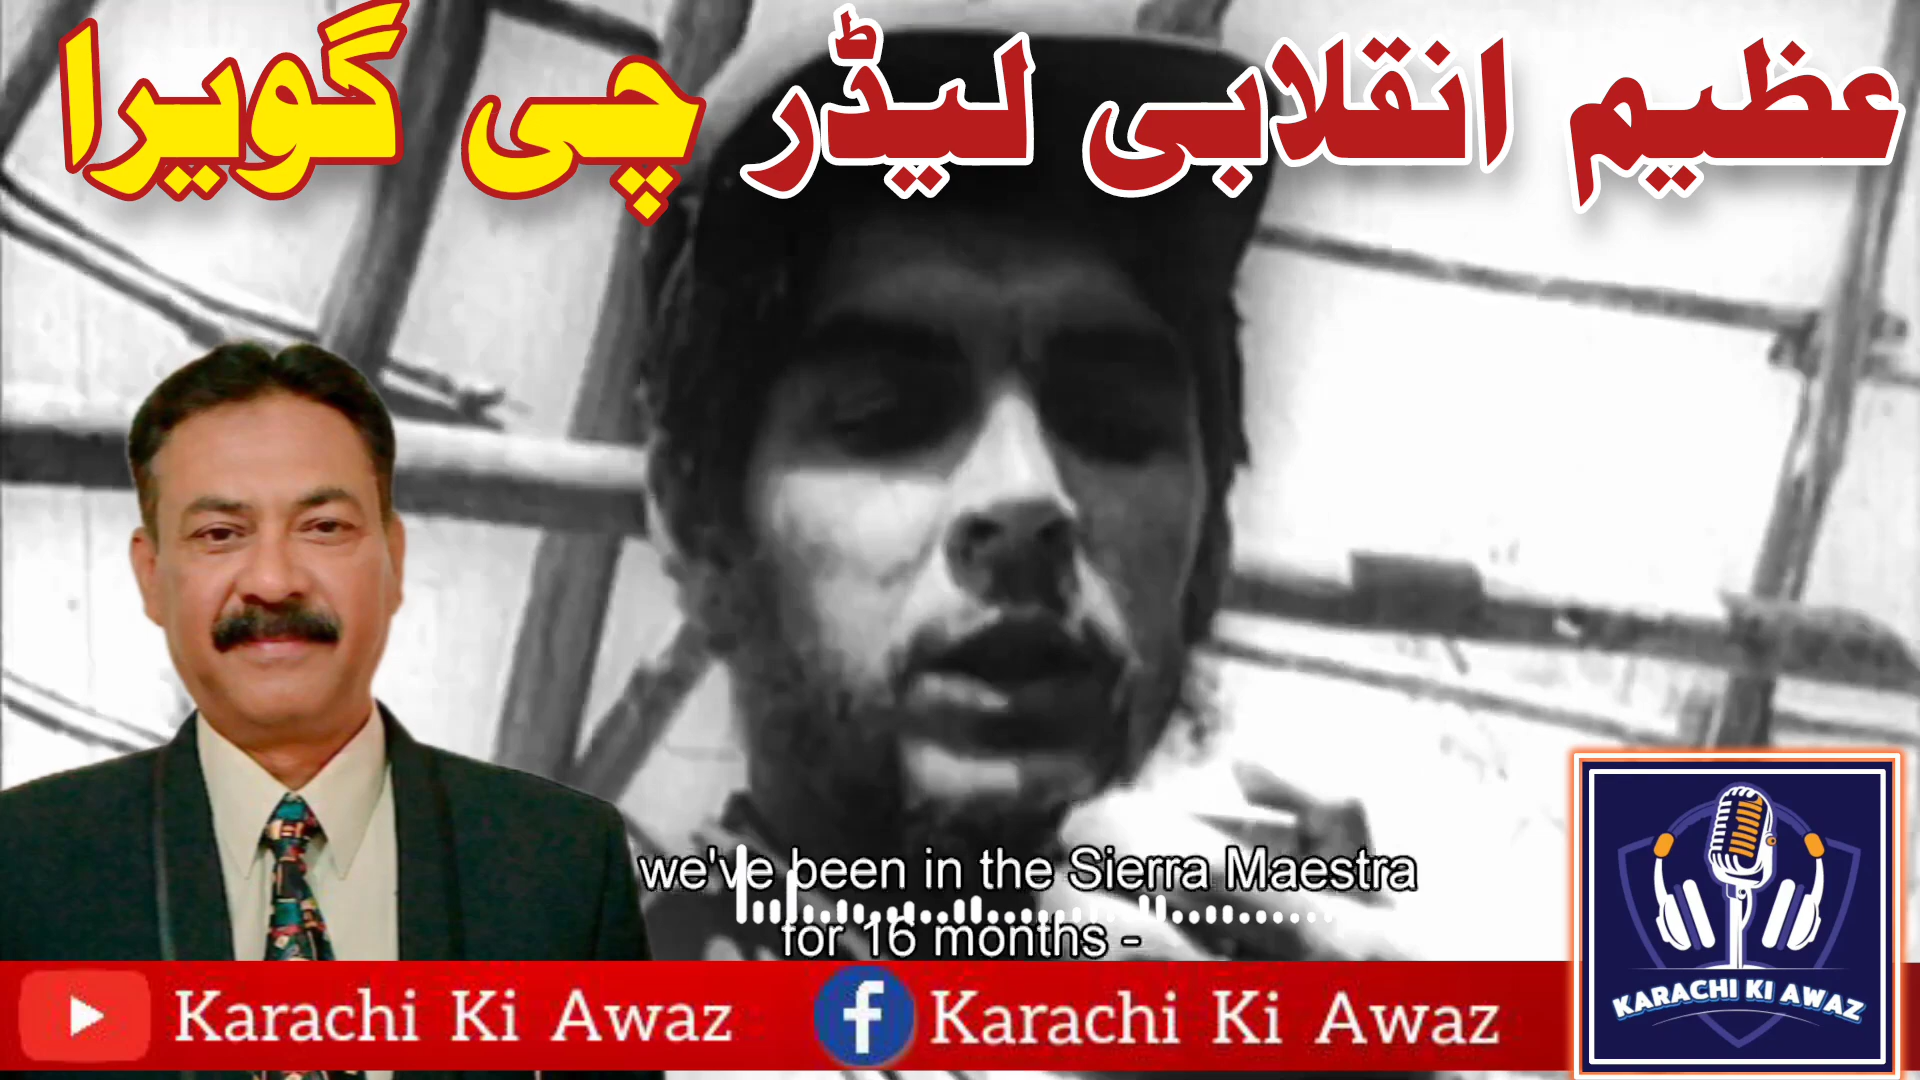 عظیم انقلابی لیڈر چی گویرا
we've been in the Sierra Maestra
for 16 months -
Karachi Ki Awaz
Karachi Ki Awaz
KARACHI KI AWAZ